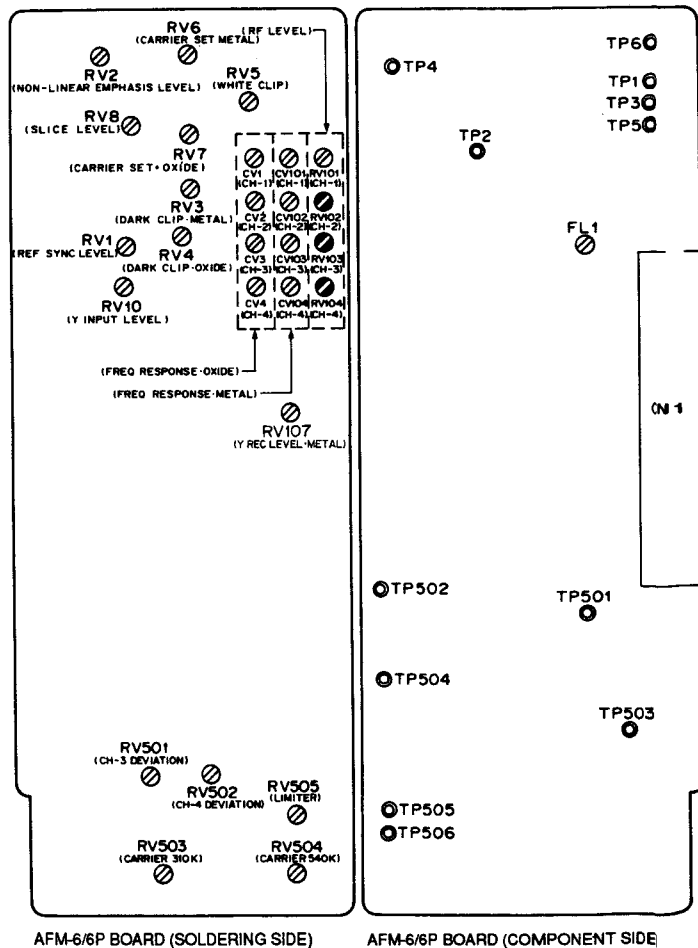 RV6
(CARRIER SET METAL)
(RF LEVEL)
RV2
(NON-LINEAR EMPHASIS LEVEL)
RV5
(WHITE CLIP)
RV8
(SLICE LEVEL)
RV7
(CARRIER SET·OXIDE)
RV3
(DARK CLIP·METAL)
RV1
(REF SYNC LEVEL)
RV4
(DARK CLIP·OXIDE)
RV10
(Y INPUT LEVEL)
CV1 CV101 RV101
(CH-1) (CH-1) (CH-1)
CV2 CV102 RV102
(CH-2) (CH-2) (CH-2)
CV3 CV103 RV103
(CH-3) (CH-3) (CH-3)
CV4 CV104 RV104
(CH-4) (CH-4) (CH-4)
(FREQ RESPONSE·OXIDE)
(FREQ RESPONSE·METAL)
RV107
(Y REC LEVEL·METAL)
RV501
(CH-3 DEVIATION)
RV502
(CH-4 DEVIATION)
RV505
(LIMITER)
RV503
(CARRIER 310K)
RV504
(CARRIER 540K)
AFM-6/6P BOARD (SOLDERING SIDE)
TP4
TP6
TP1
TP3
TP5
TP2
FL1
CN1
TP502
TP501
TP504
TP503
TP505
TP506
AFM-6/6P BOARD (COMPONENT SIDE